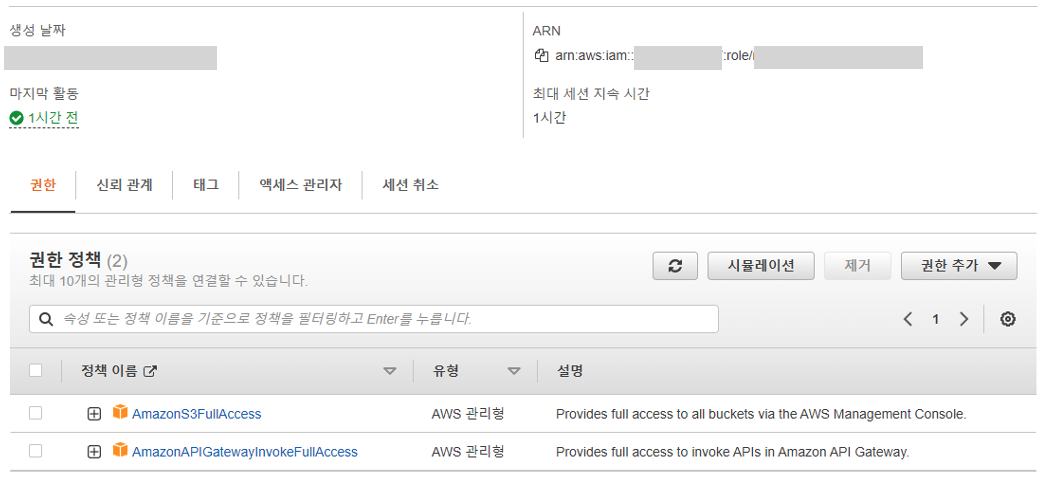 생성 날짜
ARN
arn:aws:iam:: :role/
마지막 활동
최대 세션 지속 시간
1시간 전
1시간
권한 신뢰 관계 태그 액세스 관리자 세션 취소
권한 정책 (2)
최대 10개의 관리형 정책을 연결할 수 있습니다.
시뮬레이션 제거 권한 추가
속성 또는 정책 이름을 기준으로 정책을 필터링하고 Enter를 누릅니다.
1
정책 이름 유형 설명
AmazonS3FullAccess AWS 관리형 Provides full access to all buckets via the AWS Management Console.
AmazonAPIGatewayInvokeFullAccess AWS 관리형 Provides full access to invoke APIs in Amazon API Gateway.